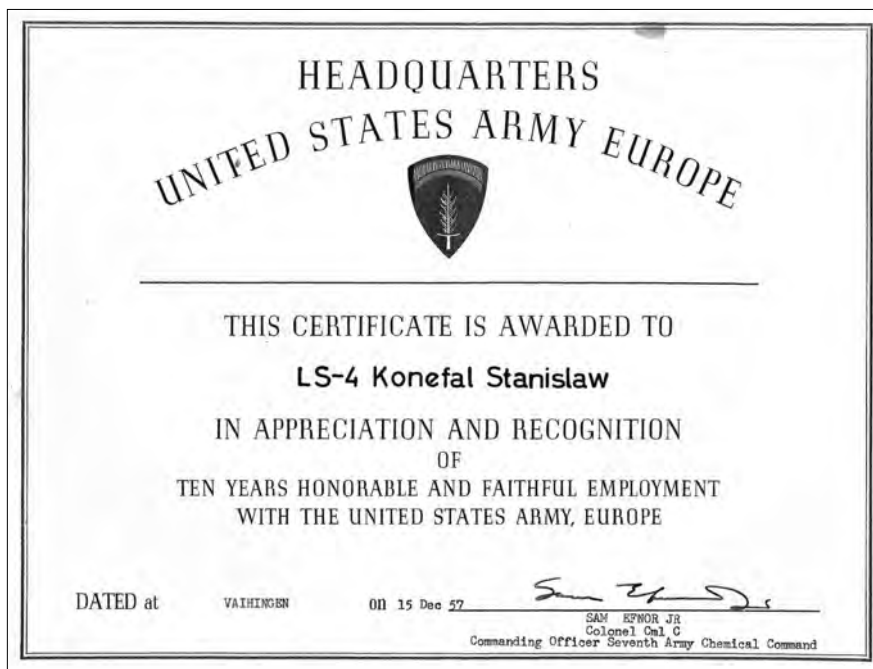 HEADQUARTERS
UNITED STATES ARMY EUROPE
THIS CERTIFICATE IS AWARDED TO
LS-4 Konefal Stanislaw
IN APPRECIATION AND RECOGNITION
OF
TEN YEARS HONORABLE AND FAITHFUL EMPLOYMENT
WITH THE UNITED STATES ARMY, EUROPE
DATED at VAIHINGEN on 15 Dec 57
SAM EFNOR JR
Colonel Cml C
Commanding Officer Seventh Army Chemical Command